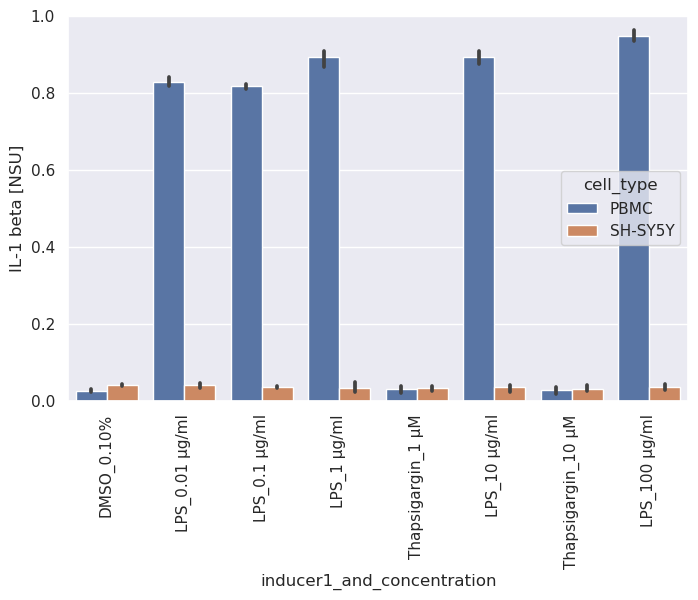 1.0
0.8
0.6
0.4
0.2
0.0
IL-1 beta [NSU]
cell_type
PBMC
SH-SY5Y
DMSO_0.10%
LPS_0.01 µg/ml
LPS_0.1 µg/ml
LPS_1 µg/ml
Thapsigargin_1 µM
LPS_10 µg/ml
Thapsigargin_10 µM
LPS_100 µg/ml
inducer1_and_concentration